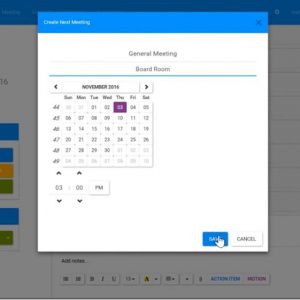 Meeting
Create Next Meeting
General Meeting
16
Board Room
NOVEMBER 2016
Sun Mon Tue Wed Thu Fri Sat
44 30 31 01 02 03 04 05
45 06 07 08 09 10 11 12
46 13 14 15 16 17 18 19
47 20 21 22 23 24 25 26
48 27 28 29 30 01 02 03
49 04 05 06 07 08 09 10
03 : 00 PM
SAVE CANCEL
Add notes...
B I U 13 A ACTION ITEM MOTION